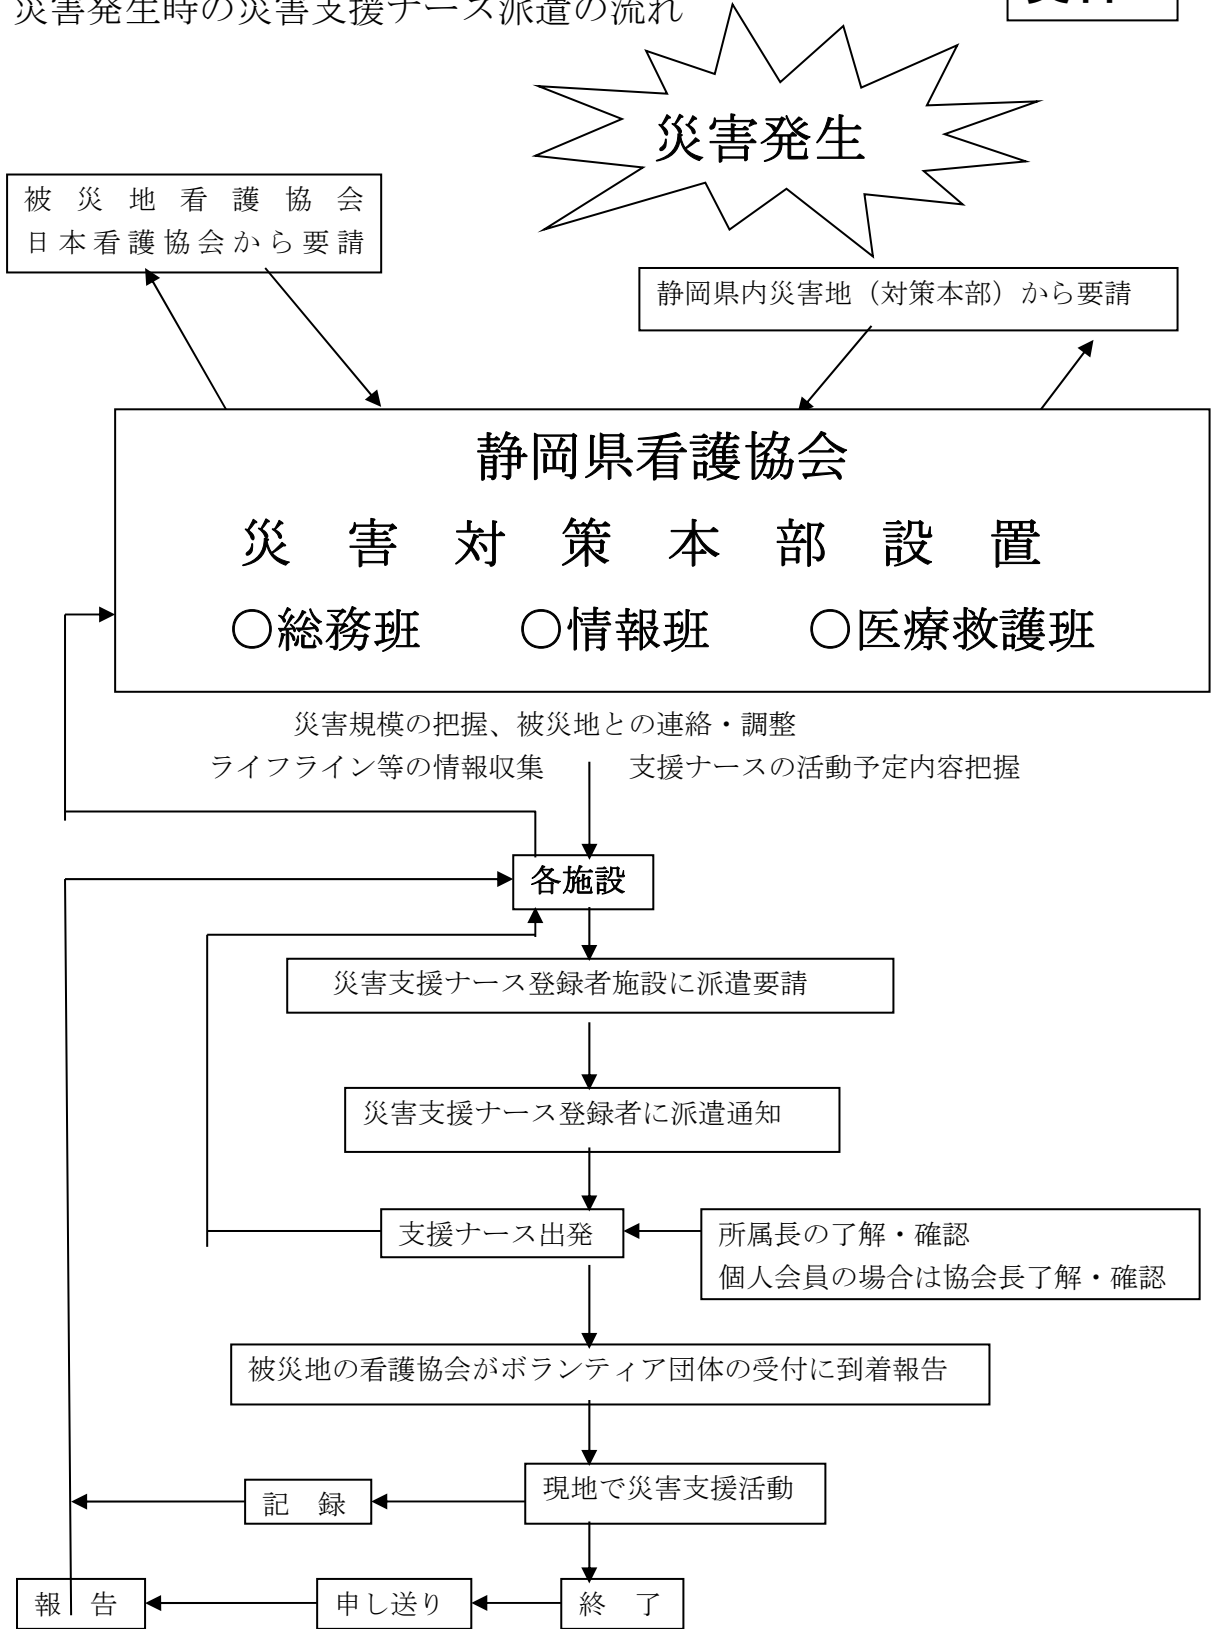 災害発生時の災害支援ナース派遣の流れ
災害発生
被災地看護協会
日本看護協会から要請
静岡県内災害地（対策本部）から要請
静岡県看護協会
災害対策本部設置
○総務班 ○情報班 ○医療救護班
災害規模の把握、被災地との連絡・調整
ライフライン等の情報収集 支援ナースの活動予定内容把握
各施設
災害支援ナース登録者施設に派遣要請
災害支援ナース登録者に派遣通知
支援ナース出発
所属長の了解・確認
個人会員の場合は協会長了解・確認
被災地の看護協会がボランティア団体の受付に到着報告
現地で災害支援活動
記 録
報 告
申し送り
終 了